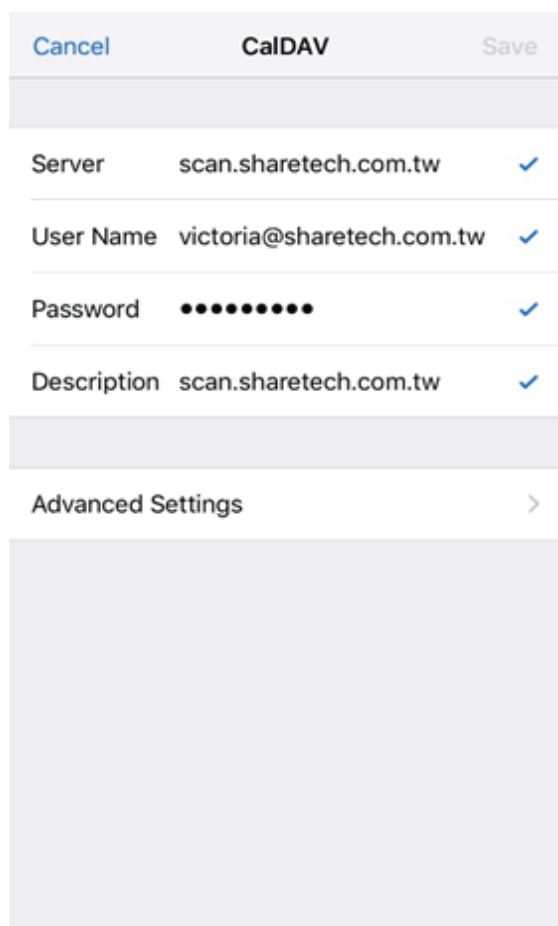 Cancel CalDAV Save
Server scan.sharetech.com.tw
User Name victoria@sharetech.com.tw
Password •••••••••
Description scan.sharetech.com.tw
Advanced Settings